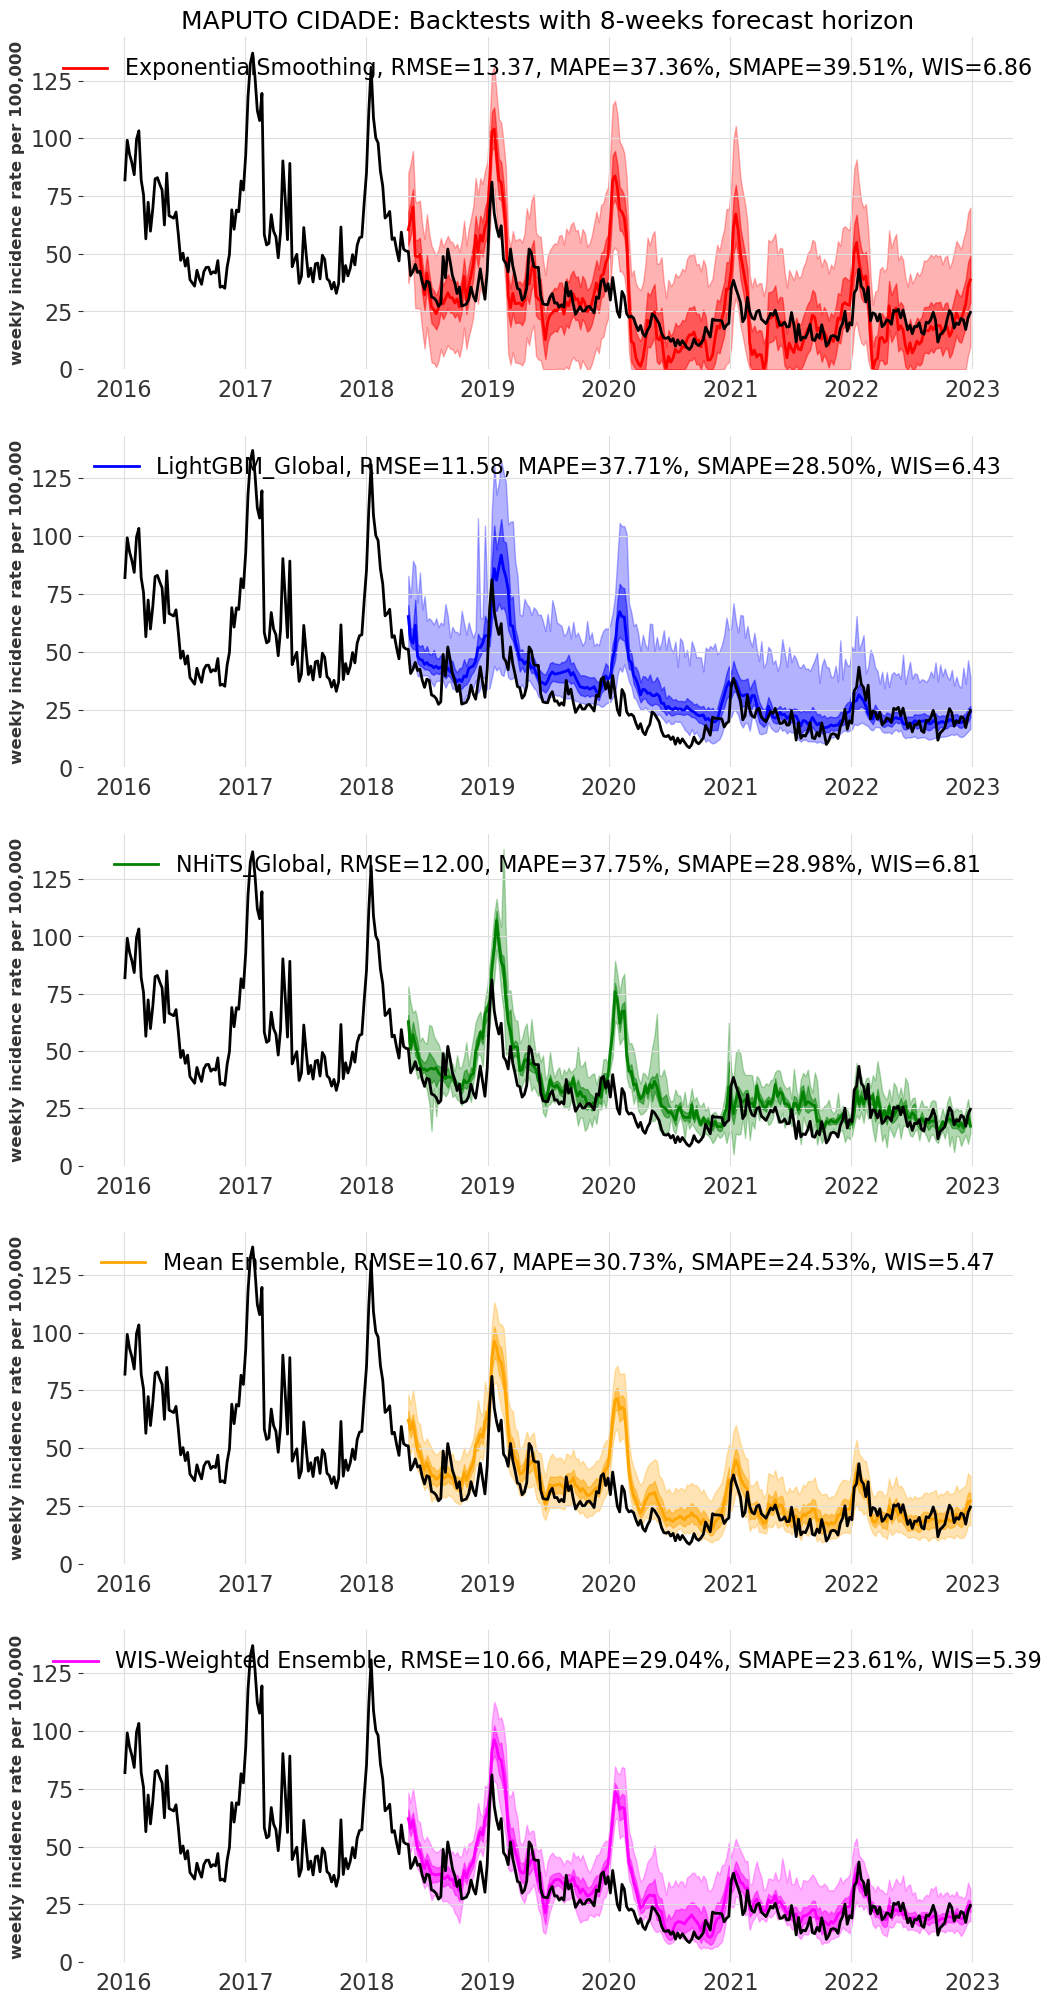 MAPUTO CIDADE: Backtests with 8-weeks forecast horizon
ExponentialSmoothing, RMSE=13.37, MAPE=37.36%, SMAPE=39.51%, WIS=6.86
weekly incidence rate per 100,000
125
100
75
50
25
0
2016 2017 2018 2019 2020 2021 2022 2023
LightGBM_Global, RMSE=11.58, MAPE=37.71%, SMAPE=28.50%, WIS=6.43
weekly incidence rate per 100,000
125
100
75
50
25
0
2016 2017 2018 2019 2020 2021 2022 2023
NHiTS_Global, RMSE=12.00, MAPE=37.75%, SMAPE=28.98%, WIS=6.81
weekly incidence rate per 100,000
125
100
75
50
25
0
2016 2017 2018 2019 2020 2021 2022 2023
Mean Ensemble, RMSE=10.67, MAPE=30.73%, SMAPE=24.53%, WIS=5.47
weekly incidence rate per 100,000
125
100
75
50
25
0
2016 2017 2018 2019 2020 2021 2022 2023
WIS-Weighted Ensemble, RMSE=10.66, MAPE=29.04%, SMAPE=23.61%, WIS=5.39
weekly incidence rate per 100,000
125
100
75
50
25
0
2016 2017 2018 2019 2020 2021 2022 2023